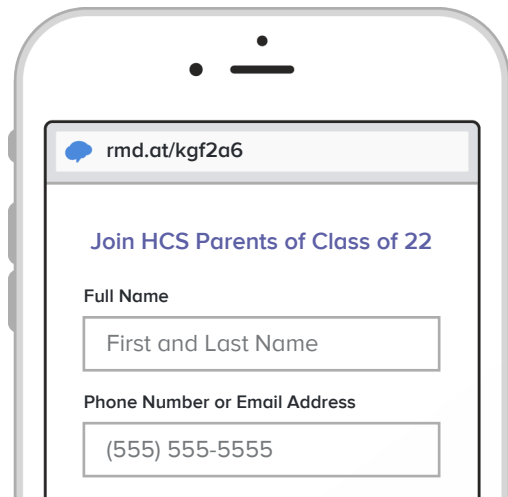 rmd.at/kgf2a6
Join HCS Parents of Class of 22
Full Name
First and Last Name
Phone Number or Email Address
(555) 555-5555